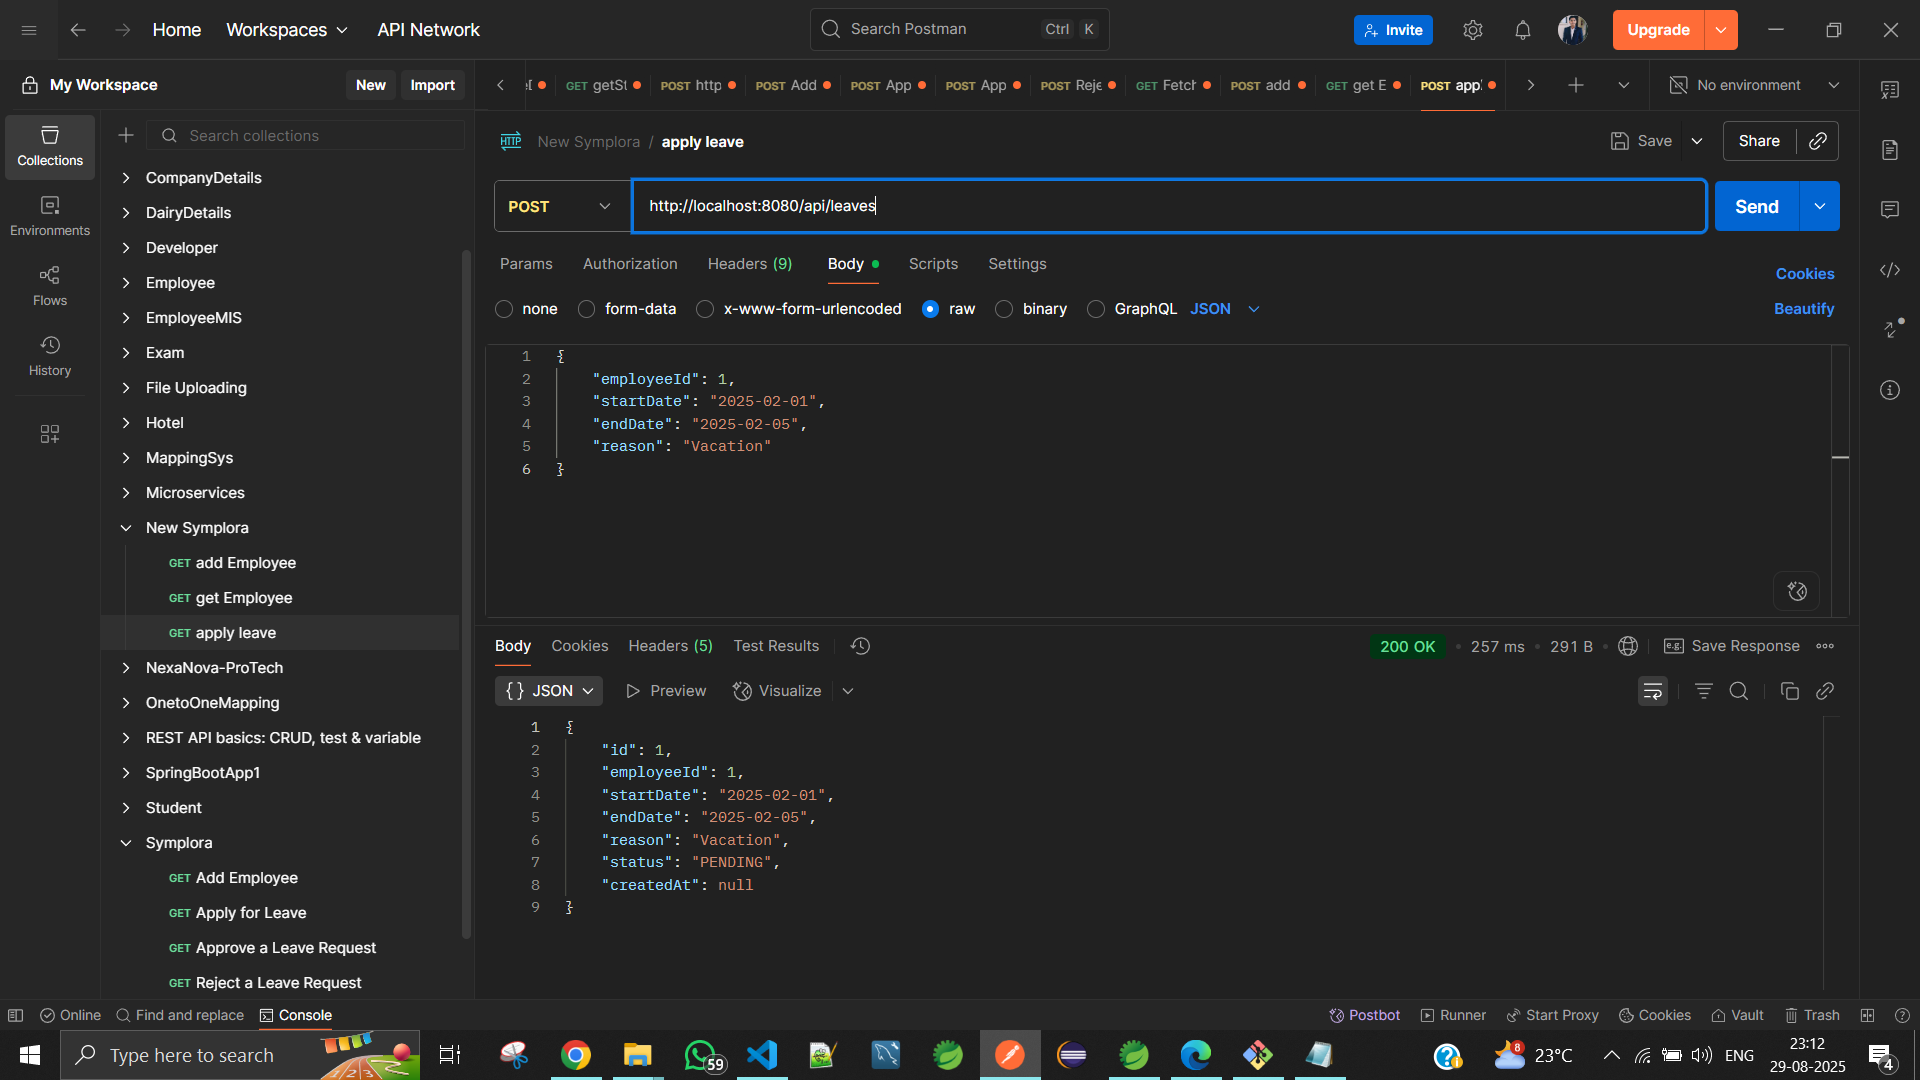 Home
Workspaces
API Network
Search Postman
Ctrl
K
Invite
Upgrade
My Workspace
New
Import
GET getSt
POST http
POST Add
POST App
POST App
POST Reje
GET Fetch
POST add
GET get E
POST app
No environment
Collections
Environments
Flows
History
Search collections
CompanyDetails
DairyDetails
Developer
Employee
EmployeeMIS
Exam
File Uploading
Hotel
MappingSys
Microservices
New Symplora
GET add Employee
GET get Employee
GET apply leave
NexaNova-ProTech
OnetoOneMapping
REST API basics: CRUD, test & variable
SpringBootApp1
Student
Symplora
GET Add Employee
GET Apply for Leave
GET Approve a Leave Request
GET Reject a Leave Request
HTTP New Symplora / apply leave
Save
Share
POST
http://localhost:8080/api/leaves
Send
Params
Authorization
Headers (9)
Body
Scripts
Settings
Cookies
none
form-data
x-www-form-urlencoded
raw
binary
GraphQL
JSON
Beautify
1 {
2 "employeeId": 1,
3 "startDate": "2025-02-01",
4 "endDate": "2025-02-05",
5 "reason": "Vacation"
6 }
Body
Cookies
Headers (5)
Test Results
200 OK
257 ms
291 B
e.g.
Save Response
{} JSON
Preview
Visualize
1 {
2 "id": 1,
3 "employeeId": 1,
4 "startDate": "2025-02-01",
5 "endDate": "2025-02-05",
6 "reason": "Vacation",
7 "status": "PENDING",
8 "createdAt": null
9 }
Online
Find and replace
Console
Postbot
Runner
Start Proxy
Cookies
Vault
Trash
Type here to search
59
8
23°C
ENG
23:12
29-08-2025
4